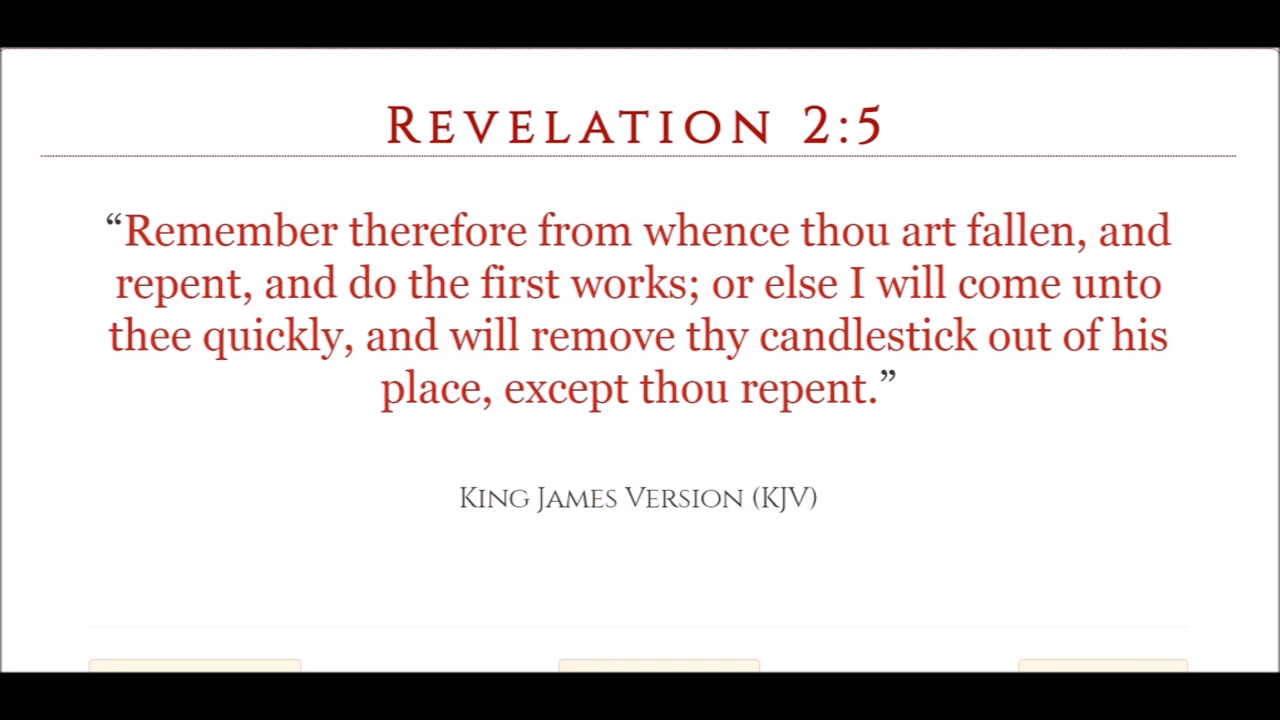 REVELATION 2:5
“Remember therefore from whence thou art fallen, and
repent, and do the first works; or else I will come unto
thee quickly, and will remove thy candlestick out of his
place, except thou repent.”
KING JAMES VERSION (KJV)